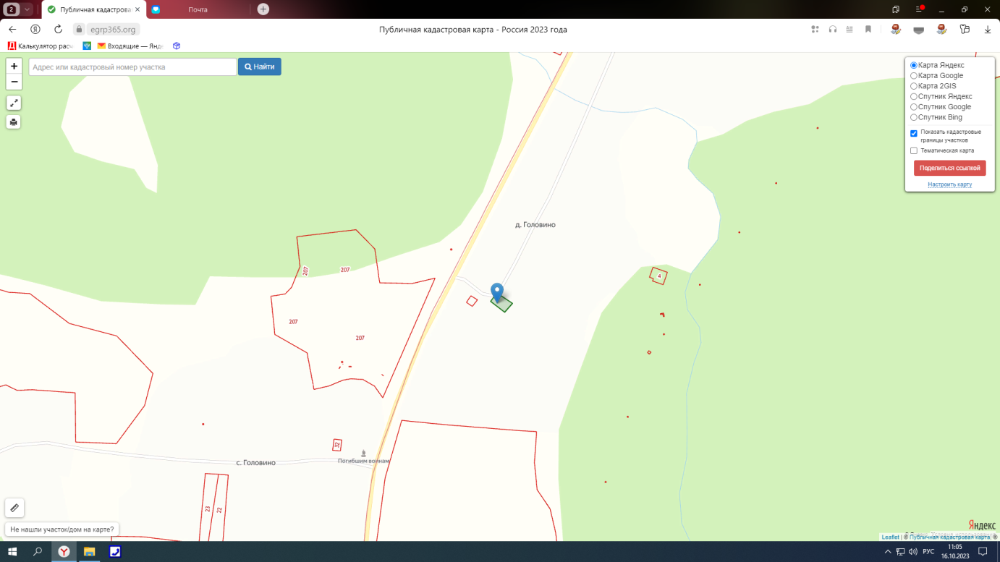 2
Публичная кадастрова
Почта
egrp365.org
Публичная кадастровая карта - Россия 2023 года
Калькулятор расч
Входящие — Янде
+
Адрес или кадастровый номер участка
Найти
−
Карта Яндекс
Карта Google
Карта 2GIS
Спутник Яндекс
Спутник Google
Спутник Bing
Показать кадастровые
границы участков
Тематическая карта
Поделиться ссылкой
Настроить карту
д. Головино
207
207
4
207
207
32
Погибшим воинам
с. Головино
23
22
Не нашли участок/дом на карте?
Яндекс
Условия использования
Leaflet | © Публичная кадастровая карта, ©
РУС
11:05
16.10.2023